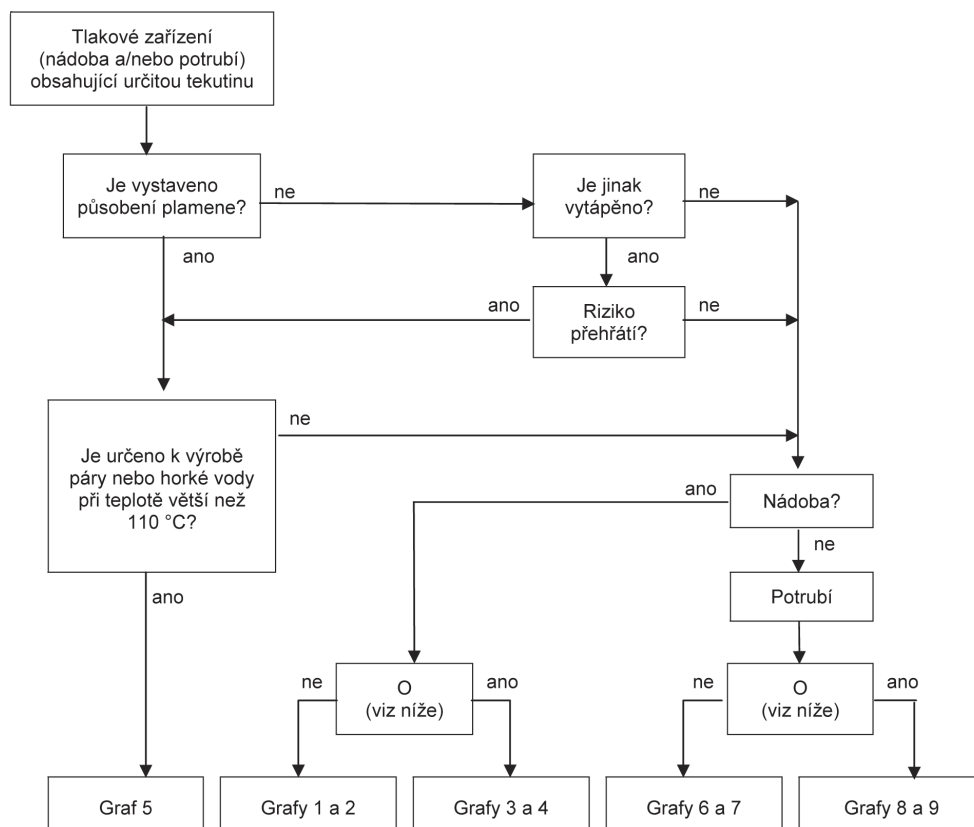 Tlakové zařízení
(nádoba a/nebo potrubí)
obsahující určitou tekutinu
Je vystaveno
působení plamene?
ne
Je jinak
vytápěno?
ne
ano
ano
ano
Riziko
přehřátí?
ne
Je určeno k výrobě
páry nebo horké vody
při teplotě větší než
110 °C?
ne
ano
Nádoba?
ne
ano
Potrubí
ne
O
(viz níže)
ano
ne
O
(viz níže)
ano
Graf 5
Grafy 1 a 2
Grafy 3 a 4
Grafy 6 a 7
Grafy 8 a 9